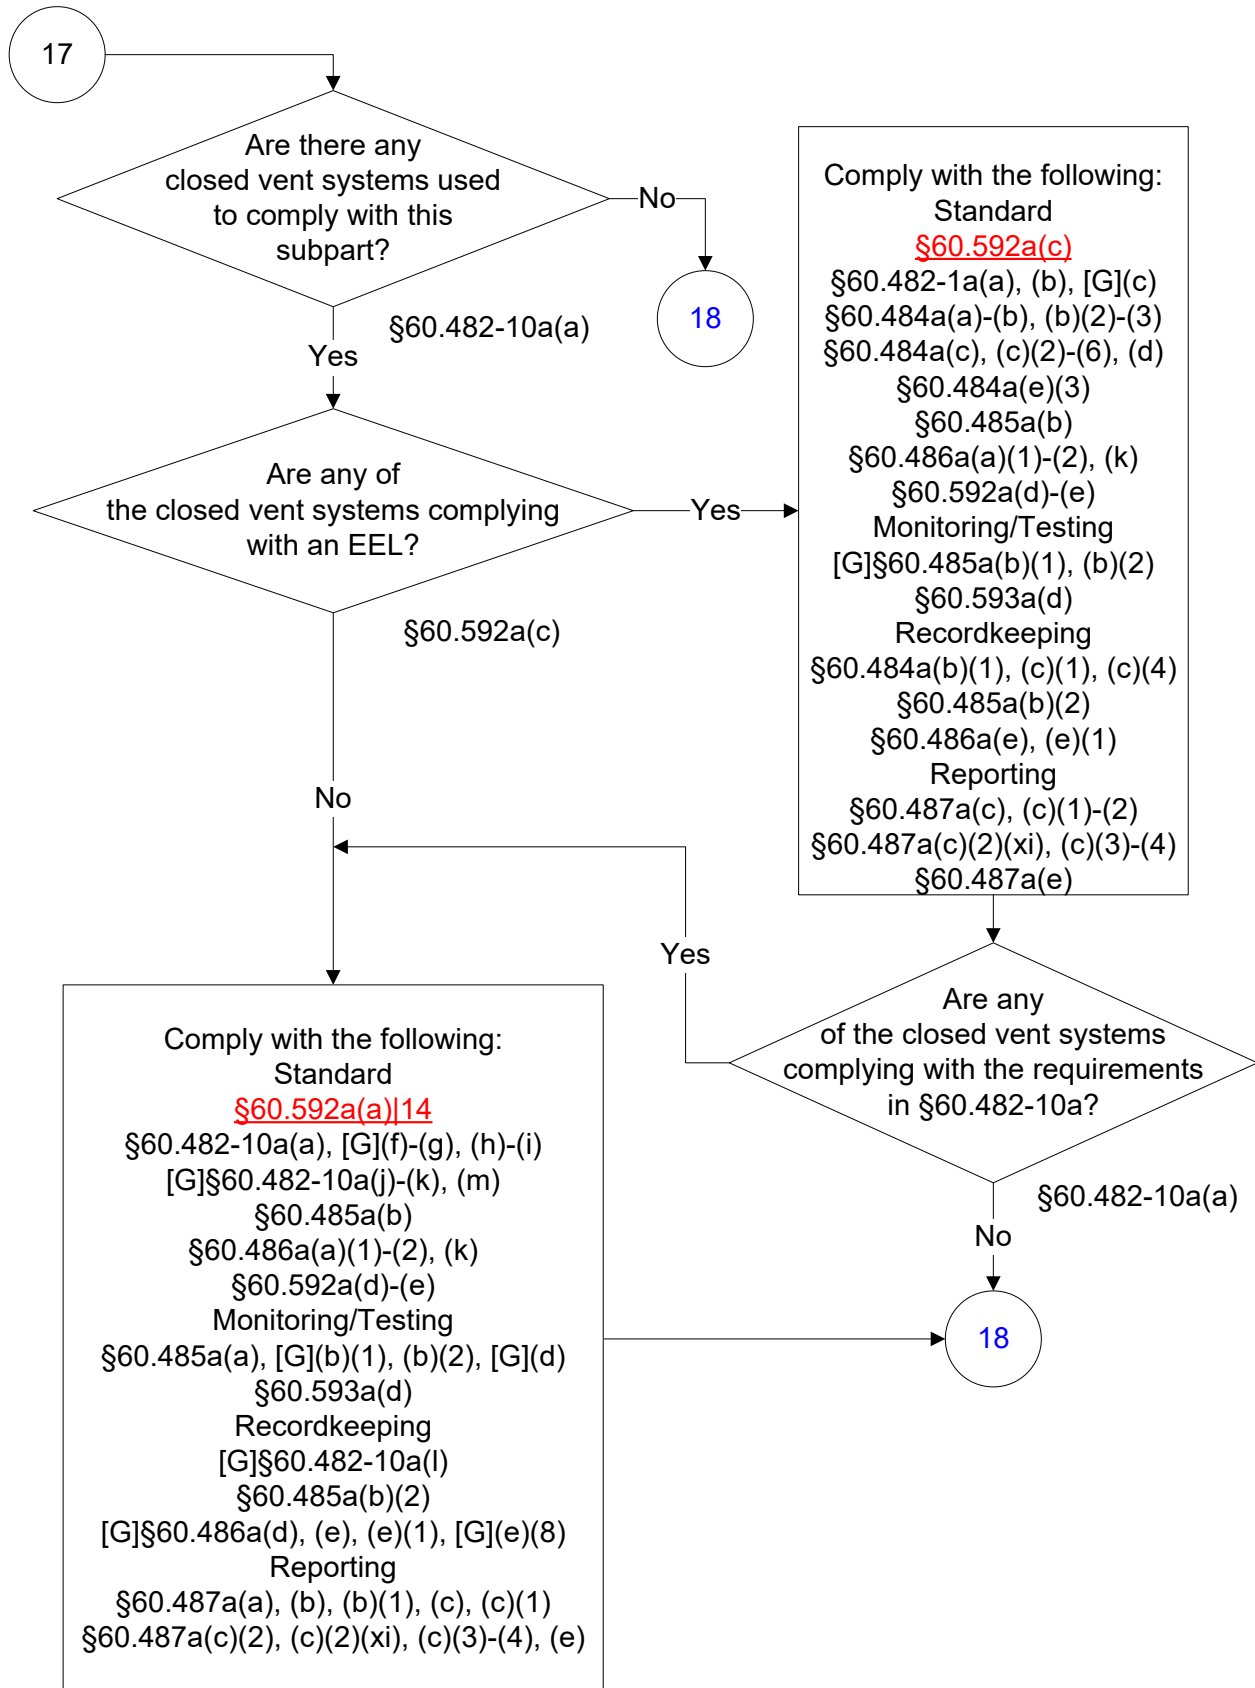 17
Are there any
closed vent systems used
to comply with this
subpart?
No
18
§60.482-10a(a)
Yes
Are any of
the closed vent systems complying
with an EEL?
Yes
§60.592a(c)
No
Comply with the following:
Standard
§60.592a(c)
§60.482-1a(a), (b), [G](c)
§60.484a(a)-(b), (b)(2)-(3)
§60.484a(c), (c)(2)-(6), (d)
§60.484a(e)(3)
§60.485a(b)
§60.486a(a)(1)-(2), (k)
§60.592a(d)-(e)
Monitoring/Testing
[G]§60.485a(b)(1), (b)(2)
§60.593a(d)
Recordkeeping
§60.484a(b)(1), (c)(1), (c)(4)
§60.485a(b)(2)
§60.486a(e), (e)(1)
Reporting
§60.487a(c), (c)(1)-(2)
§60.487a(c)(2)(xi), (c)(3)-(4)
§60.487a(e)
Yes
Are any
of the closed vent systems
complying with the requirements
in §60.482-10a?
§60.482-10a(a)
No
18
Comply with the following:
Standard
§60.592a(a)|14
§60.482-10a(a), [G](f)-(g), (h)-(i)
[G]§60.482-10a(j)-(k), (m)
§60.485a(b)
§60.486a(a)(1)-(2), (k)
§60.592a(d)-(e)
Monitoring/Testing
§60.485a(a), [G](b)(1), (b)(2), [G](d)
§60.593a(d)
Recordkeeping
[G]§60.482-10a(l)
§60.485a(b)(2)
[G]§60.486a(d), (e), (e)(1), [G](e)(8)
Reporting
§60.487a(a), (b), (b)(1), (c), (c)(1)
§60.487a(c)(2), (c)(2)(xi), (c)(3)-(4), (e)